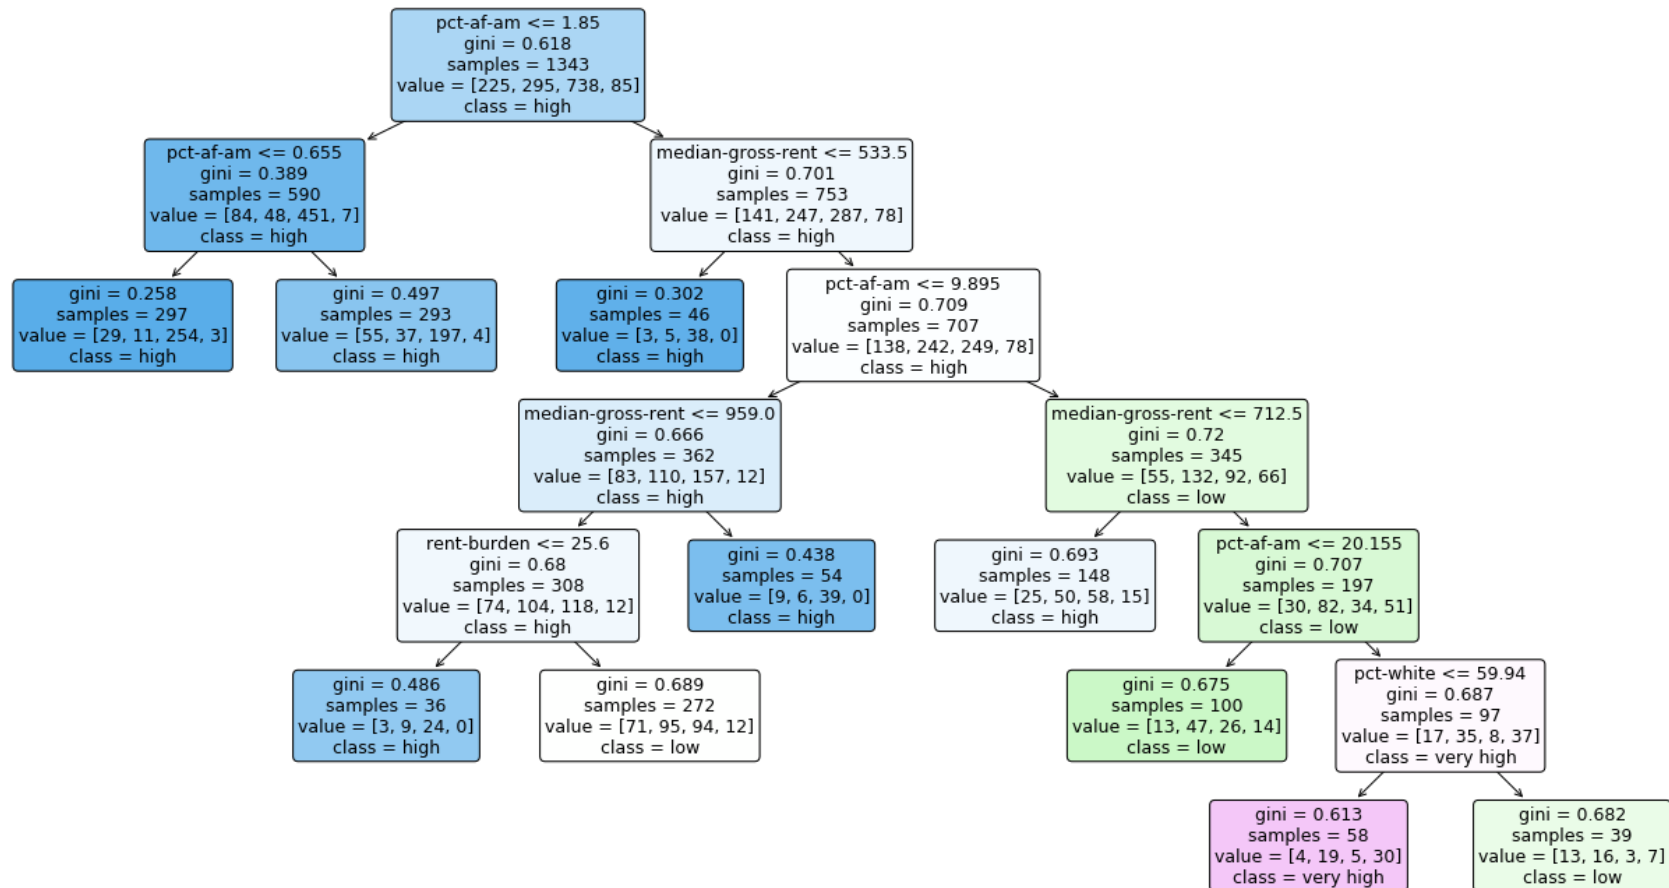 pct-af-am <= 1.85
gini = 0.618
samples = 1343
value = [225, 295, 738, 85]
class = high
pct-af-am <= 0.655
gini = 0.389
samples = 590
value = [84, 48, 451, 7]
class = high
median-gross-rent <= 533.5
gini = 0.701
samples = 753
value = [141, 247, 287, 78]
class = high
gini = 0.258
samples = 297
value = [29, 11, 254, 3]
class = high
gini = 0.497
samples = 293
value = [55, 37, 197, 4]
class = high
gini = 0.302
samples = 46
value = [3, 5, 38, 0]
class = high
pct-af-am <= 9.895
gini = 0.709
samples = 707
value = [138, 242, 249, 78]
class = high
median-gross-rent <= 959.0
gini = 0.666
samples = 362
value = [83, 110, 157, 12]
class = high
median-gross-rent <= 712.5
gini = 0.72
samples = 345
value = [55, 132, 92, 66]
class = low
rent-burden <= 25.6
gini = 0.68
samples = 308
value = [74, 104, 118, 12]
class = high
gini = 0.438
samples = 54
value = [9, 6, 39, 0]
class = high
gini = 0.693
samples = 148
value = [25, 50, 58, 15]
class = high
pct-af-am <= 20.155
gini = 0.707
samples = 197
value = [30, 82, 34, 51]
class = low
gini = 0.486
samples = 36
value = [3, 9, 24, 0]
class = high
gini = 0.689
samples = 272
value = [71, 95, 94, 12]
class = low
gini = 0.675
samples = 100
value = [13, 47, 26, 14]
class = low
pct-white <= 59.94
gini = 0.687
samples = 97
value = [17, 35, 8, 37]
class = very high
gini = 0.613
samples = 58
value = [4, 19, 5, 30]
class = very high
gini = 0.682
samples = 39
value = [13, 16, 3, 7]
class = low